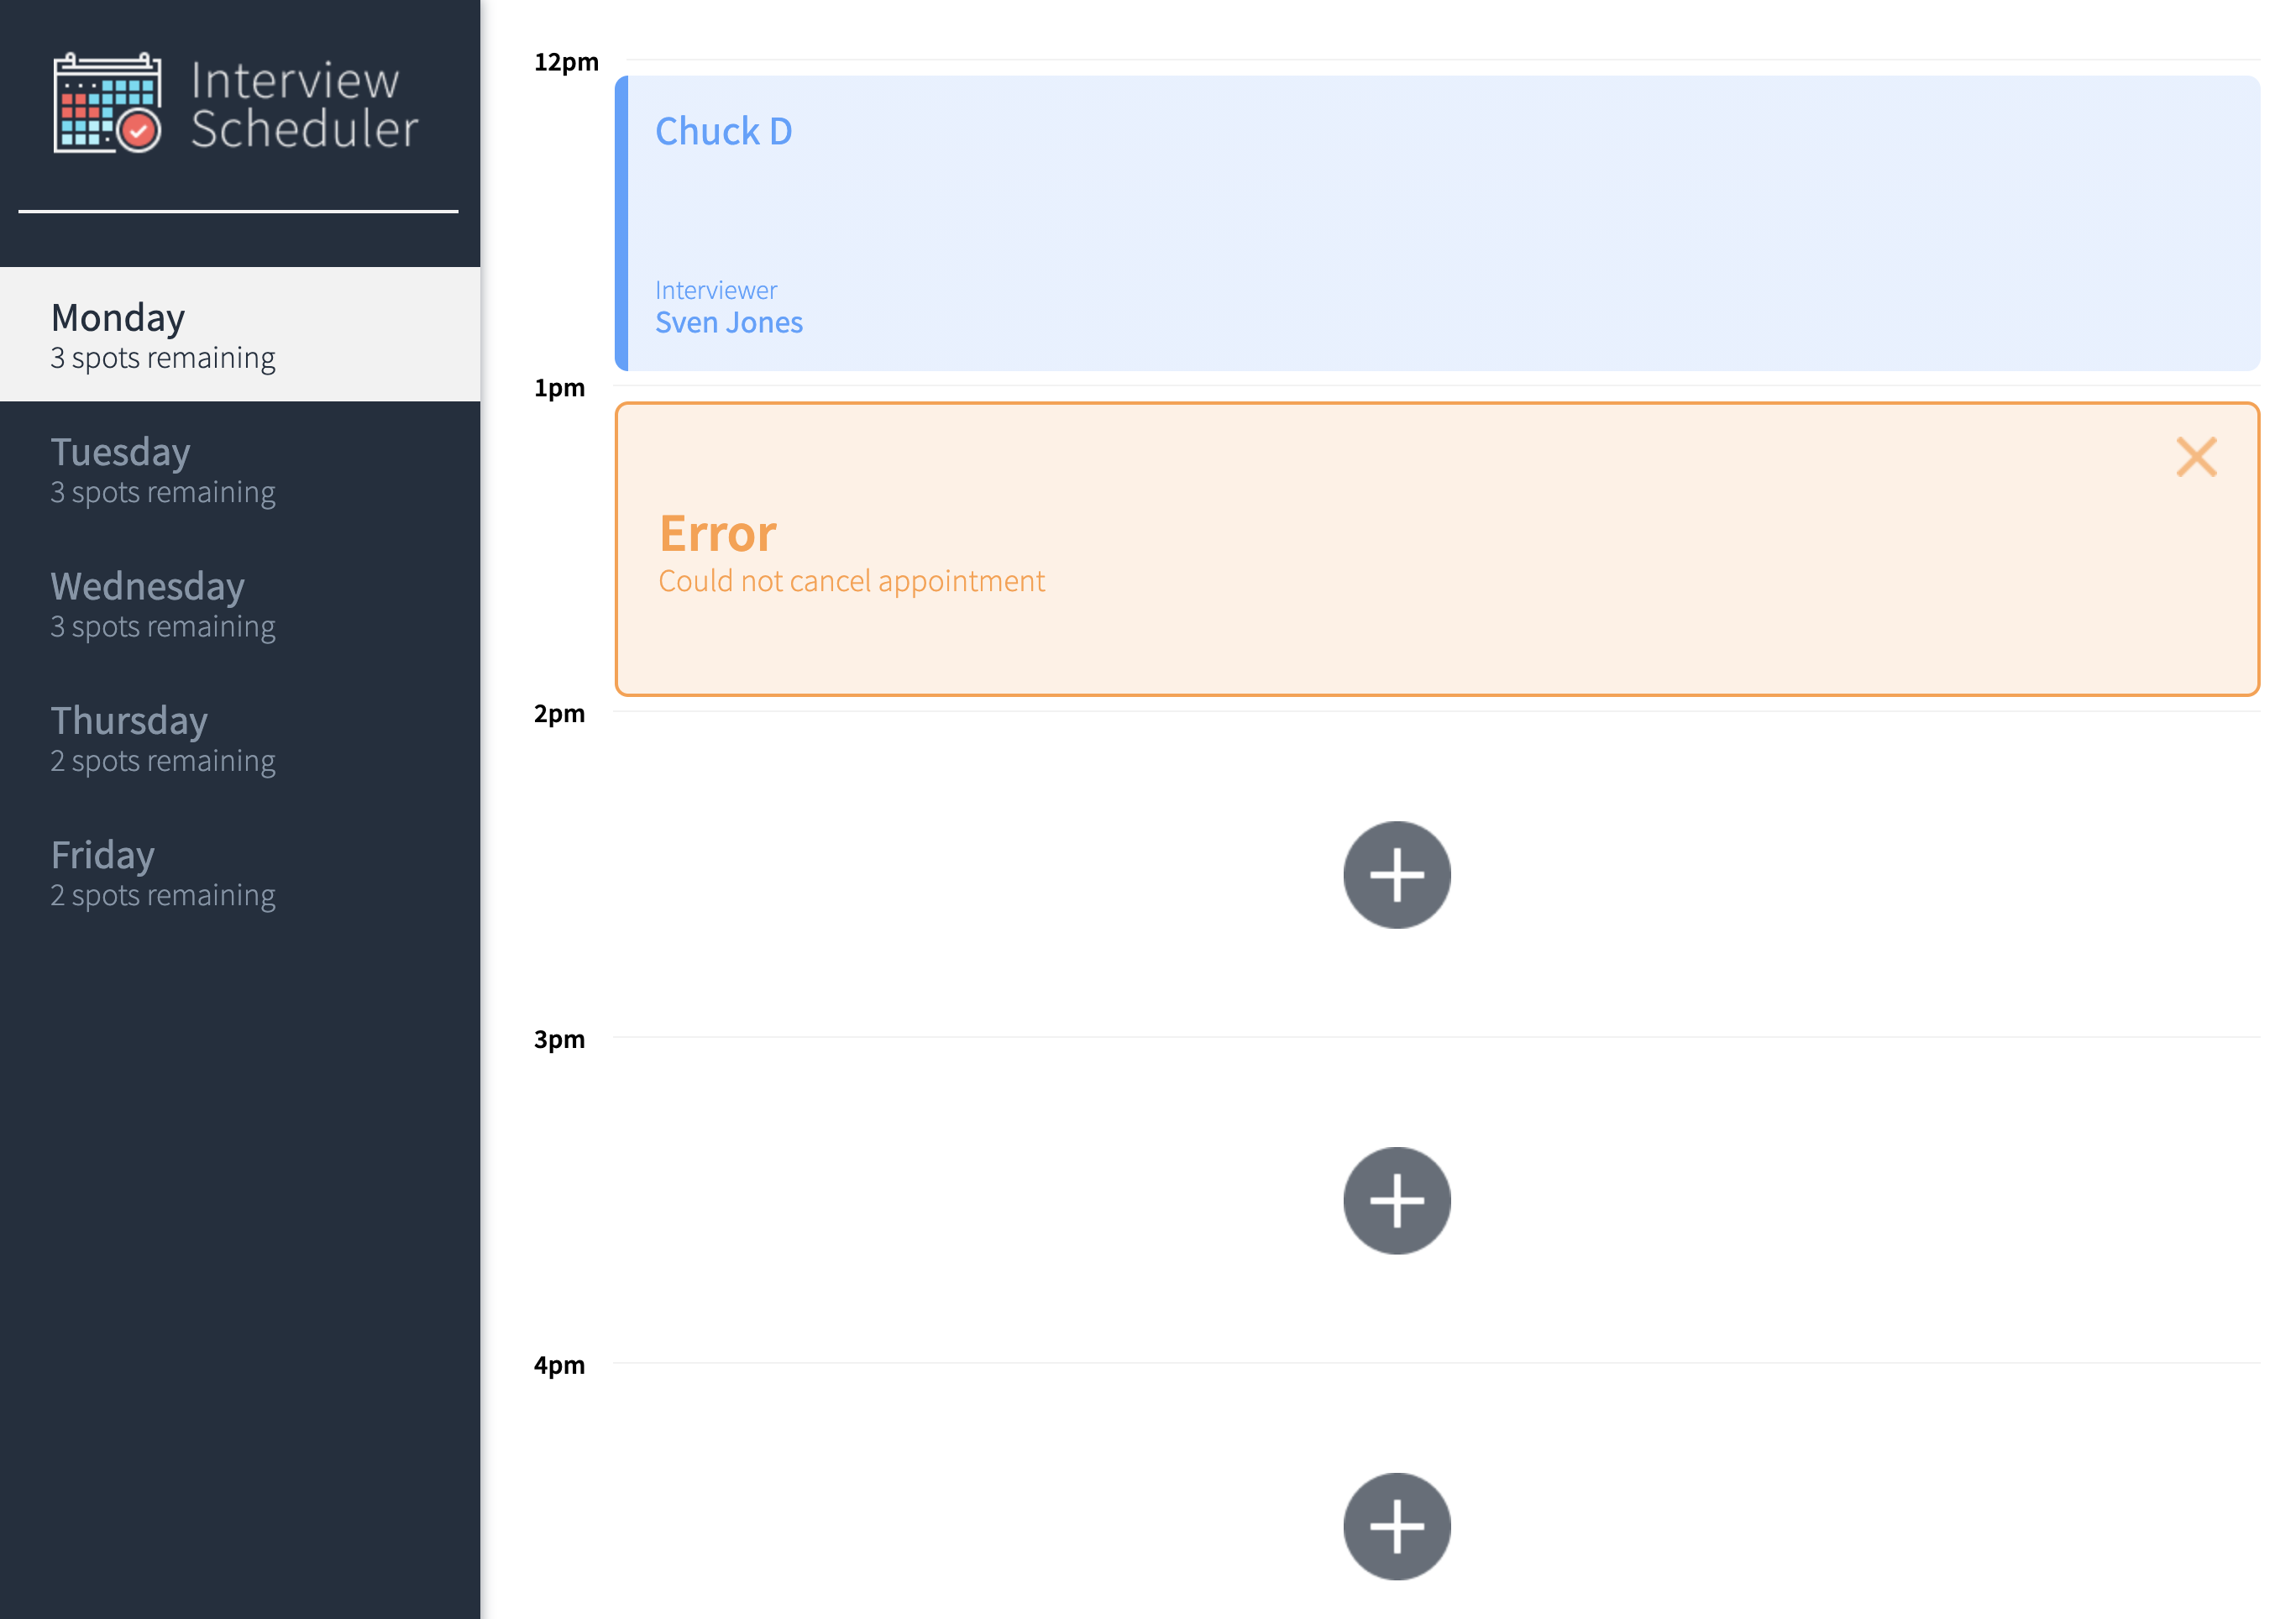 Interview
Scheduler
Monday
3 spots remaining
Tuesday
3 spots remaining
Wednesday
3 spots remaining
Thursday
2 spots remaining
Friday
2 spots remaining
12pm
Chuck D
Interviewer
Sven Jones
1pm
Error
Could not cancel appointment
2pm
3pm
4pm